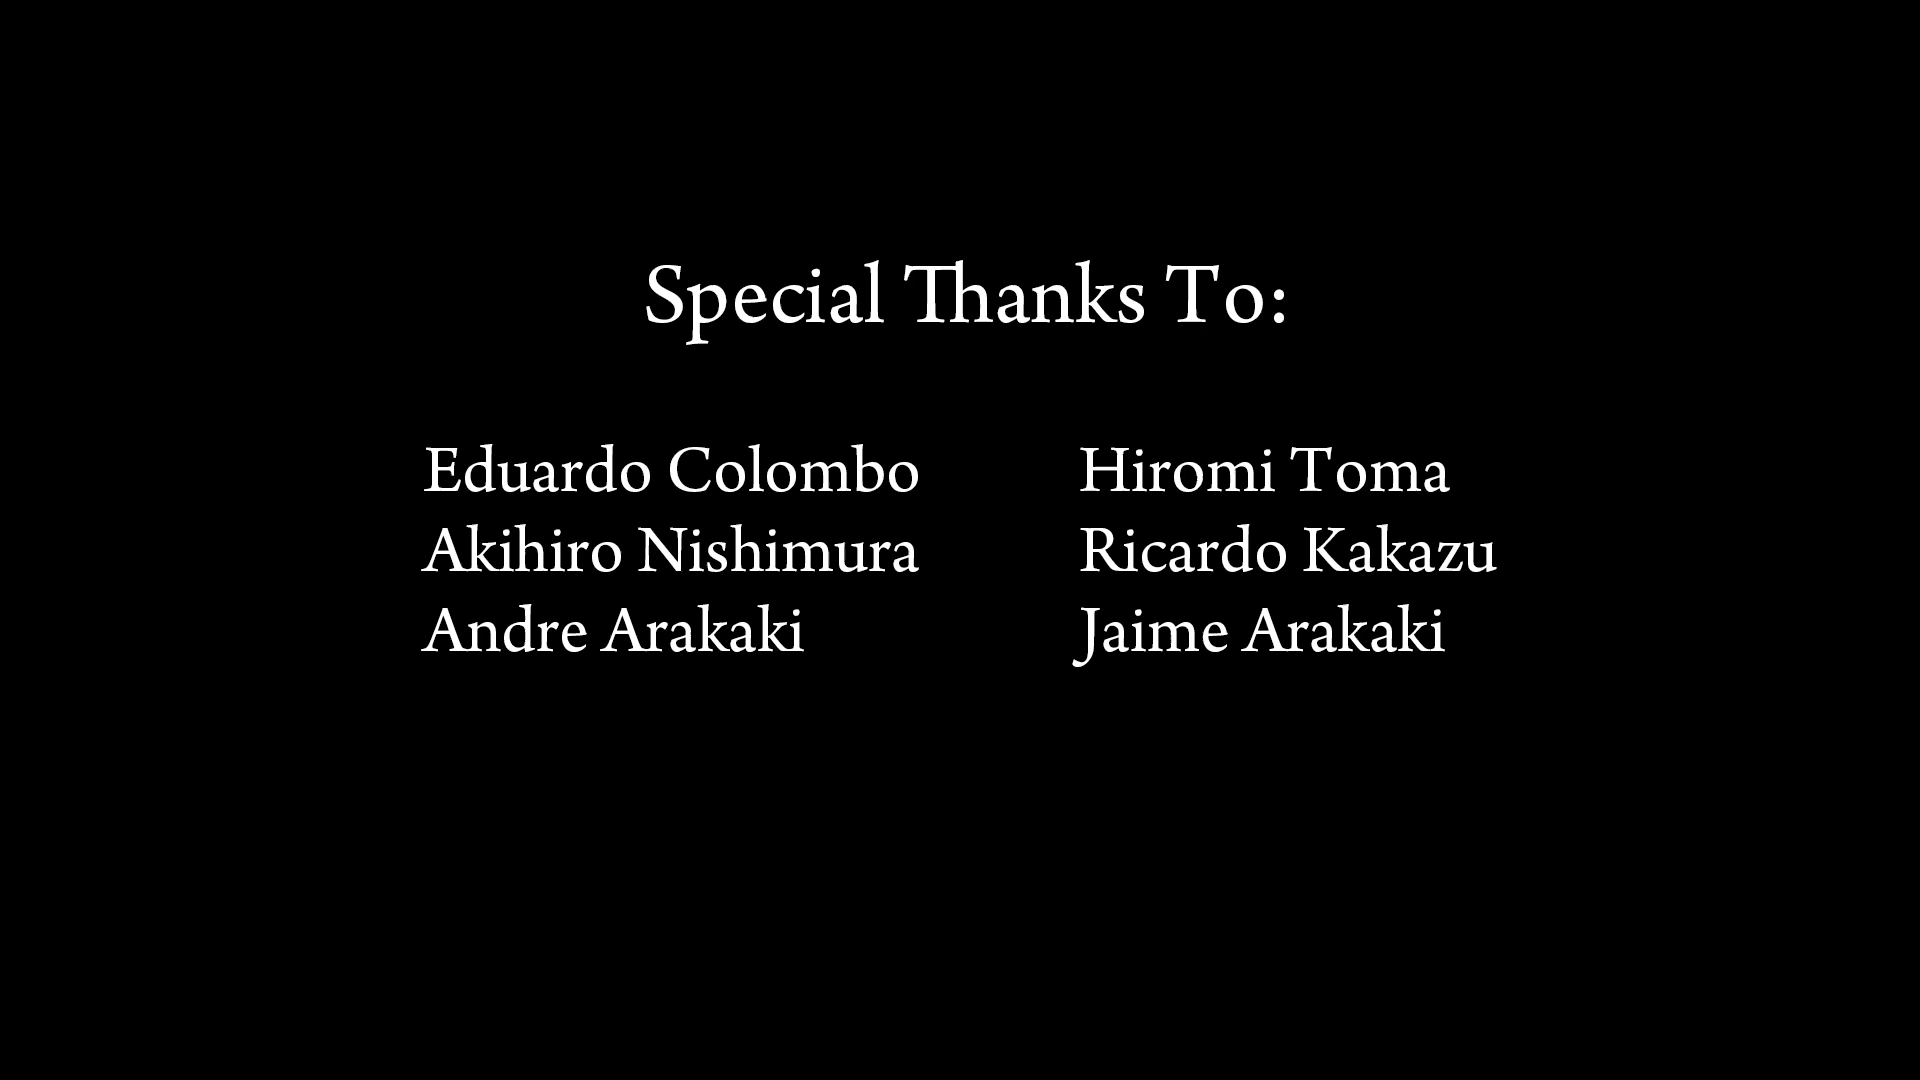 Special Thanks To:
Eduardo Colombo
Akihiro Nishimura
Andre Arakaki
Hiromi Toma
Ricardo Kakazu
Jaime Arakaki